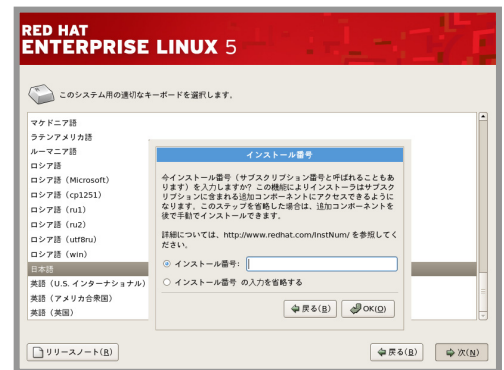 RED HAT
ENTERPRISE LINUX 5
このシステム用の適切なキーボードを選択します。
マケドニア語
ラテンアメリカ語
ルーマニア語
ロシア語
ロシア語 (Microsoft)
ロシア語 (cp1251)
ロシア語 (ru1)
ロシア語 (ru2)
ロシア語 (utf8ru)
ロシア語 (win)
日本語
英語 (U.S. インターナショナル)
英語 (アメリカ合衆国)
英語 (英国)
インストール番号
今インストール番号（サブスクリプション番号と呼ばれることもあ
ります）を入力しますか? この機能によりインストーラはサブスク
リプションに含まれる追加コンポーネントにアクセスできるように
なります。このステップを省略した場合は、追加コンポーネントを
後で手動でインストールできます。
詳細については、http://www.redhat.com/InstNum/ を参照してく
ださい。
インストール番号:
インストール番号 の入力を省略する
戻る(B) OK(O)
リリースノート(R) 戻る(B) 次(N)